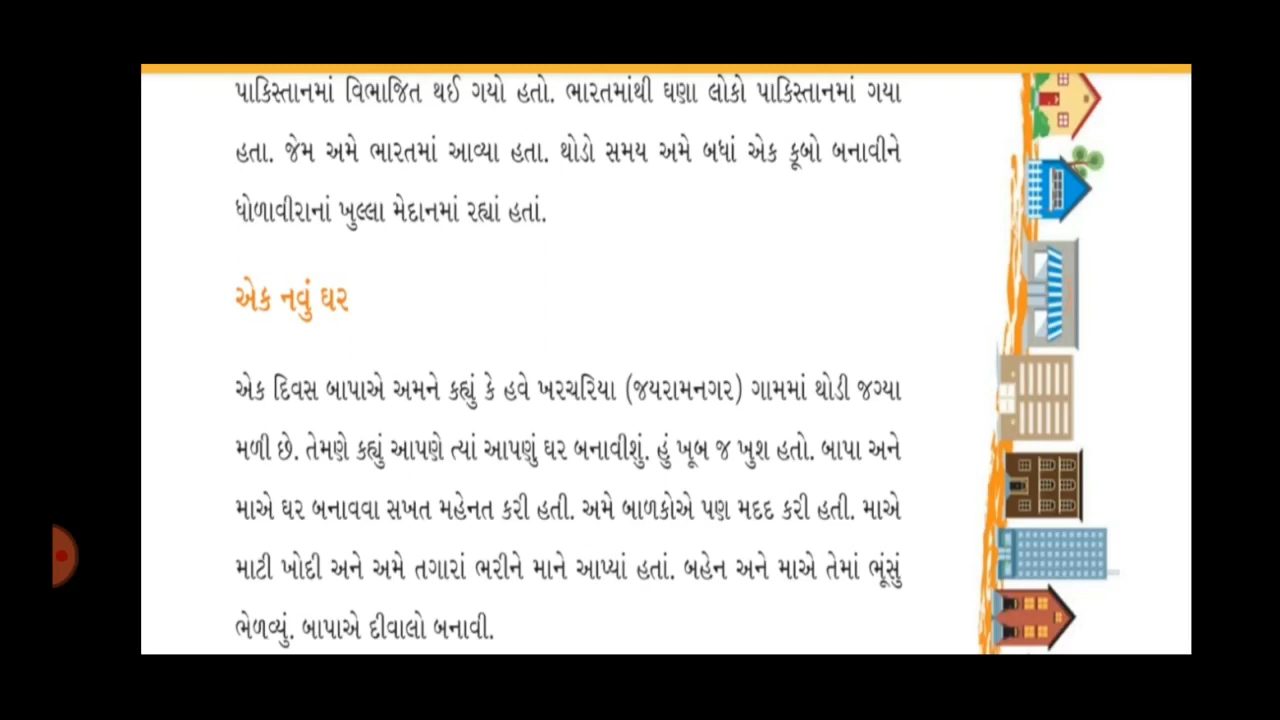 પાકિસ્તાનમાં વિભાજિત થઈ ગયો હતો. ભારતમાંથી ઘણા લોકો પાકિસ્તાનમાં ગયા
હતા. જેમ અમે ભારતમાં આવ્યા હતા. થોડો સમય અમે બધાં એક કૂબો બનાવીને
ધોળાવીરાનાં ખુલ્લા મેદાનમાં રહ્યાં હતાં.
એક નવું ઘર
એક દિવસ બાપાએ અમને કહ્યું કે હવે ખરચરિયા (જયરામનગર) ગામમાં થોડી જગ્યા
મળી છે. તેમણે કહ્યું આપણે ત્યાં આપણું ઘર બનાવીશું. હું ખૂબ જ ખુશ હતો. બાપા અને
માએ ઘર બનાવવા સખત મહેનત કરી હતી. અમે બાળકોએ પણ મદદ કરી હતી. માએ
માટી ખોદી અને અમે તગારાં ભરીને માને આપ્યાં હતાં. બહેન અને માએ તેમાં ભૂંસું
ભેળવ્યું. બાપાએ દીવાલો બનાવી.